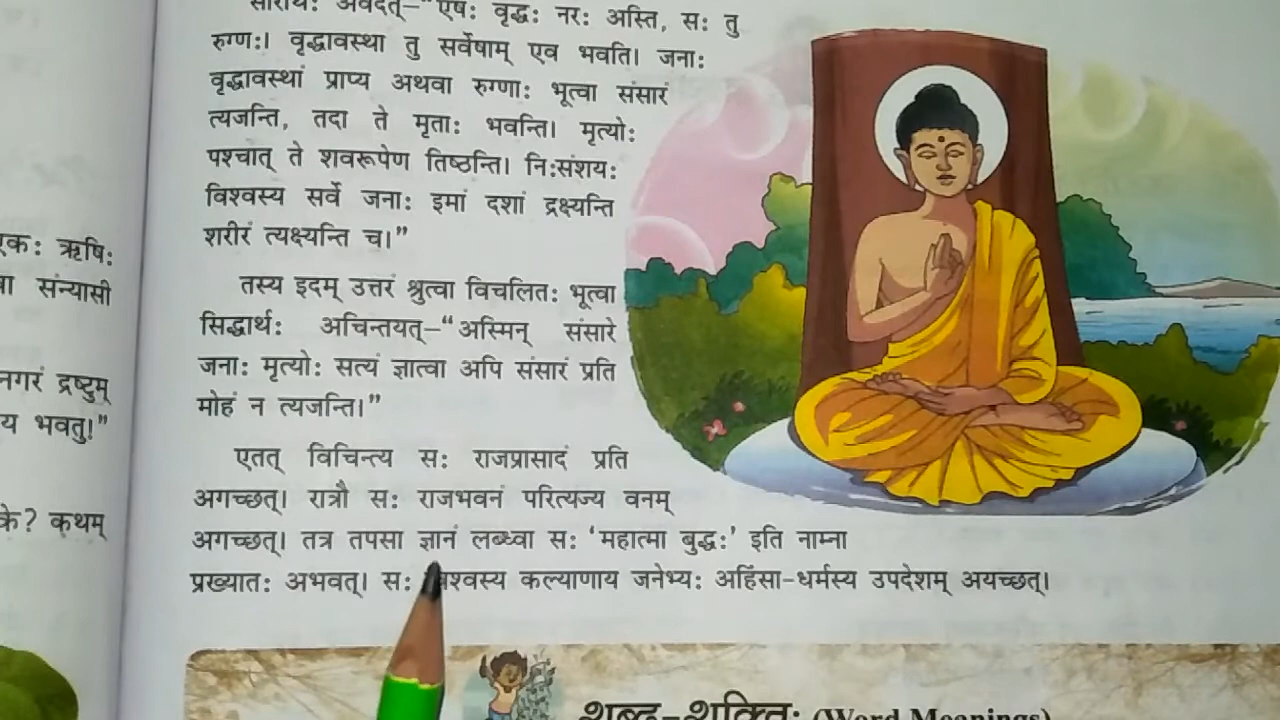 एक: ऋषि:
संन्यासी
नगरं द्रष्टुम्
भवतु!”
के? कथम्
सारथि: अवदत्–“एष: वृद्ध: नर: अस्ति, स: तु
रुग्ण:। वृद्धावस्था तु सर्वेषाम् एव भवति। जना:
वृद्धावस्थां प्राप्य अथवा रुग्णा: भूत्वा संसारं
त्यजन्ति, तदा ते मृता: भवन्ति। मृत्यो:
पश्चात् ते शवरूपेण तिष्ठन्ति। नि:संशय:
विश्वस्य सर्वे जना: इमां दशां द्रक्ष्यन्ति
शरीरं त्यक्ष्यन्ति च।”
तस्य इदम् उत्तरं श्रुत्वा विचलित: भूत्वा
सिद्धार्थ: अचिन्तयत्–“अस्मिन् संसारे
जना: मृत्यो: सत्यं ज्ञात्वा अपि संसारं प्रति
मोहं न त्यजन्ति।”
एतत् विचिन्त्य स: राजप्रासादं प्रति
अगच्छत्। रात्रौ स: राजभवनं परित्यज्य वनम्
अगच्छत्। तत्र तपसा ज्ञानं लब्ध्वा स: ‘महात्मा बुद्ध:’ इति नाम्ना
प्रख्यात: अभवत्। स: विश्वस्य कल्याणाय जनेभ्य: अहिंसा-धर्मस्य उपदेशम् अयच्छत्।
शब्द-शक्ति: (Word Meanings)